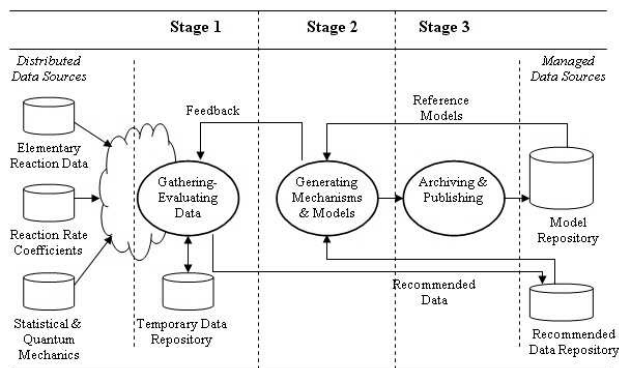 Stage 1
Stage 2
Stage 3
Distributed
Data Sources
Managed
Data Sources
Feedback
Reference
Models
Elementary
Reaction Data
Gathering-
Evaluating
Data
Generating
Mechanisms
& Models
Archiving &
Publishing
Reaction Rate
Coefficients
Model
Repository
Recommended
Data
Statistical &
Quantum
Mechanics
Temporary Data
Repository
Recommended
Data Repository